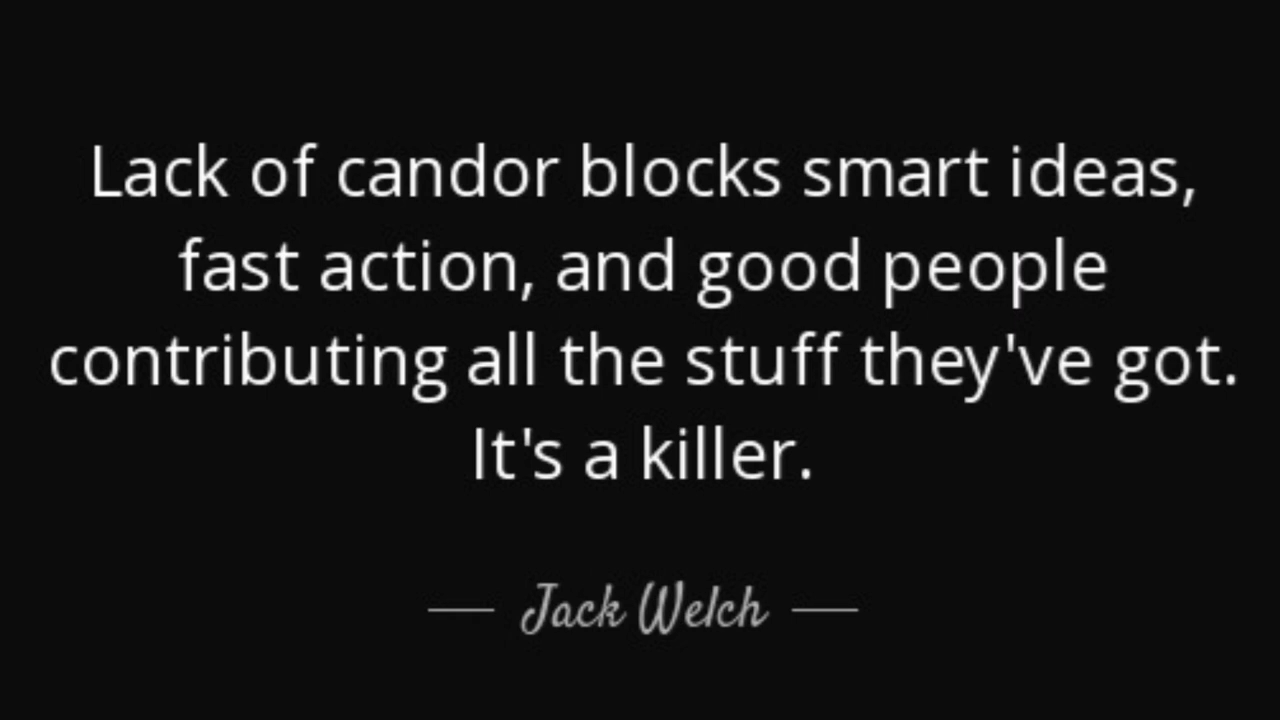 Lack of candor blocks smart ideas,
fast action, and good people
contributing all the stuff they've got.
It's a killer.
Jack Welch